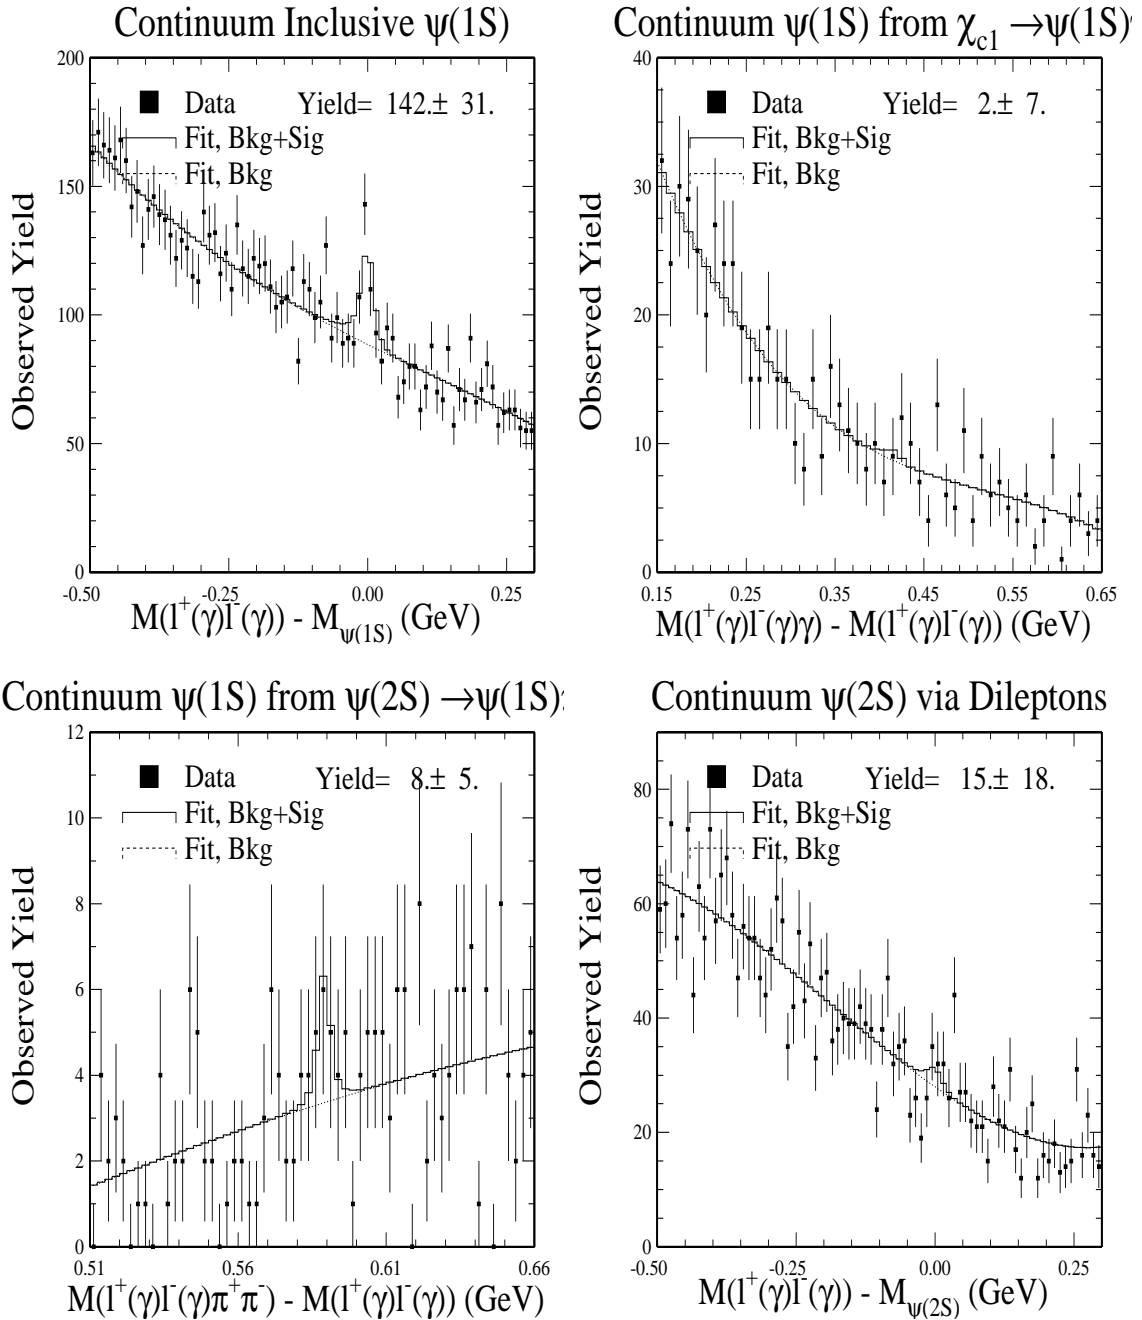 Continuum Inclusive ψ(1S)
200
150
100
50
0
Data Yield= 142.± 31.
Fit, Bkg+Sig
Fit, Bkg
Observed Yield
-0.50 -0.25 0.00 0.25
M(l⁺(γ)l⁻(γ)) - M_ψ(1S) (GeV)
Continuum ψ(1S) from χ_c1 →ψ(1S)
40
30
20
10
0
Data Yield= 2.± 7.
Fit, Bkg+Sig
Fit, Bkg
Observed Yield
0.15 0.25 0.35 0.45 0.55 0.65
M(l⁺(γ)l⁻(γ)γ) - M(l⁺(γ)l⁻(γ)) (GeV)
Continuum ψ(1S) from ψ(2S) →ψ(1S)
12
10
8
6
4
2
0
Data Yield= 8.± 5.
Fit, Bkg+Sig
Fit, Bkg
Observed Yield
0.51 0.56 0.61 0.66
M(l⁺(γ)l⁻(γ)π⁺π⁻) - M(l⁺(γ)l⁻(γ)) (GeV)
Continuum ψ(2S) via Dileptons
80
60
40
20
0
Data Yield= 15.± 18.
Fit, Bkg+Sig
Fit, Bkg
Observed Yield
-0.50 -0.25 0.00 0.25
M(l⁺(γ)l⁻(γ)) - M_ψ(2S) (GeV)